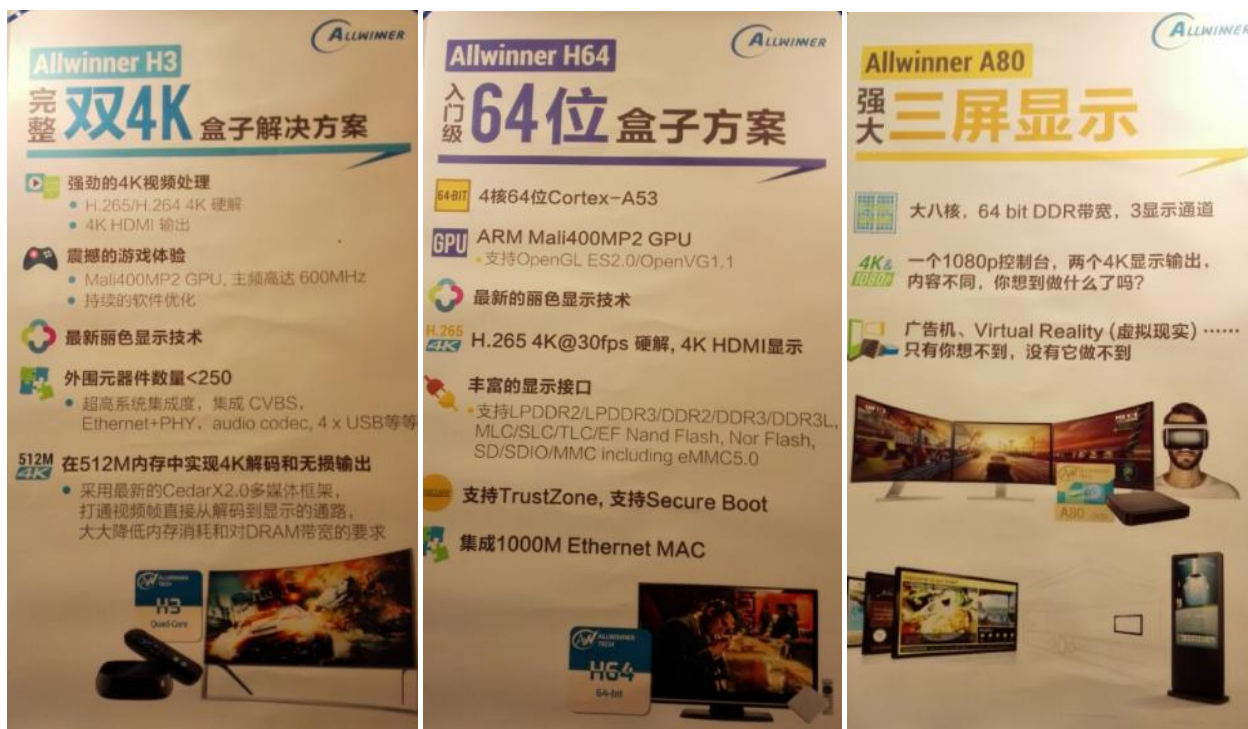 ALLWINNER
Allwinner H3
完整
双4K 盒子解决方案
强劲的4K视频处理
• H.265/H.264 4K 硬解
• 4K HDMI 输出
震撼的游戏体验
• Mali400MP2 GPU, 主频高达 600MHz
• 持续的软件优化
最新丽色显示技术
外围元器件数量<250
• 超高系统集成度，集成 CVBS，
Ethernet+PHY，audio codec, 4 x USB等等
512M
4K
在512M内存中实现4K解码和无损输出
• 采用最新的CedarX2.0多媒体框架，
打通视频帧直接从解码到显示的通路，
大大降低内存消耗和对DRAM带宽的要求
ALLWINNER
TECH
H3
Quad-Core
ALLWINNER
Allwinner H64
入门级
64位 盒子方案
64-BIT
4核64位Cortex-A53
GPU
ARM Mali400MP2 GPU
•支持OpenGL ES2.0/OpenVG1.1
最新的丽色显示技术
H.265
4K
H.265 4K@30fps 硬解, 4K HDMI显示
丰富的显示接口
•支持LPDDR2/LPDDR3/DDR2/DDR3/DDR3L,
MLC/SLC/TLC/EF Nand Flash, Nor Flash,
SD/SDIO/MMC including eMMC5.0
支持TrustZone, 支持Secure Boot
集成1000M Ethernet MAC
ALLWINNER
TECH
H64
64-bit
ALLWINNER
Allwinner A80
强大
三屏显示
大八核，64 bit DDR带宽，3显示通道
4K&
1080p
一个1080p控制台，两个4K显示输出，
内容不同，你想到做什么了吗？
广告机、Virtual Reality (虚拟现实) ……
只有你想不到，没有它做不到
A80